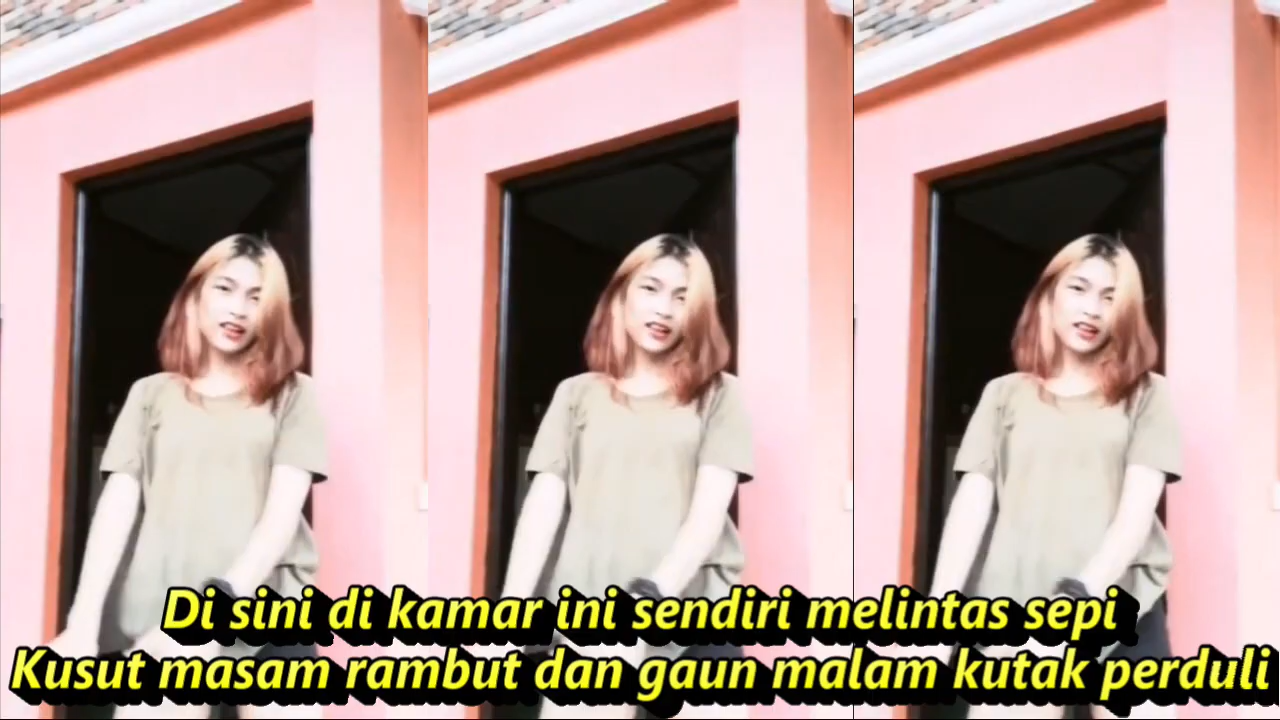 Di sini di kamar ini sendiri melintas sepi
Kusut masam rambut dan gaun malam kutak perduli